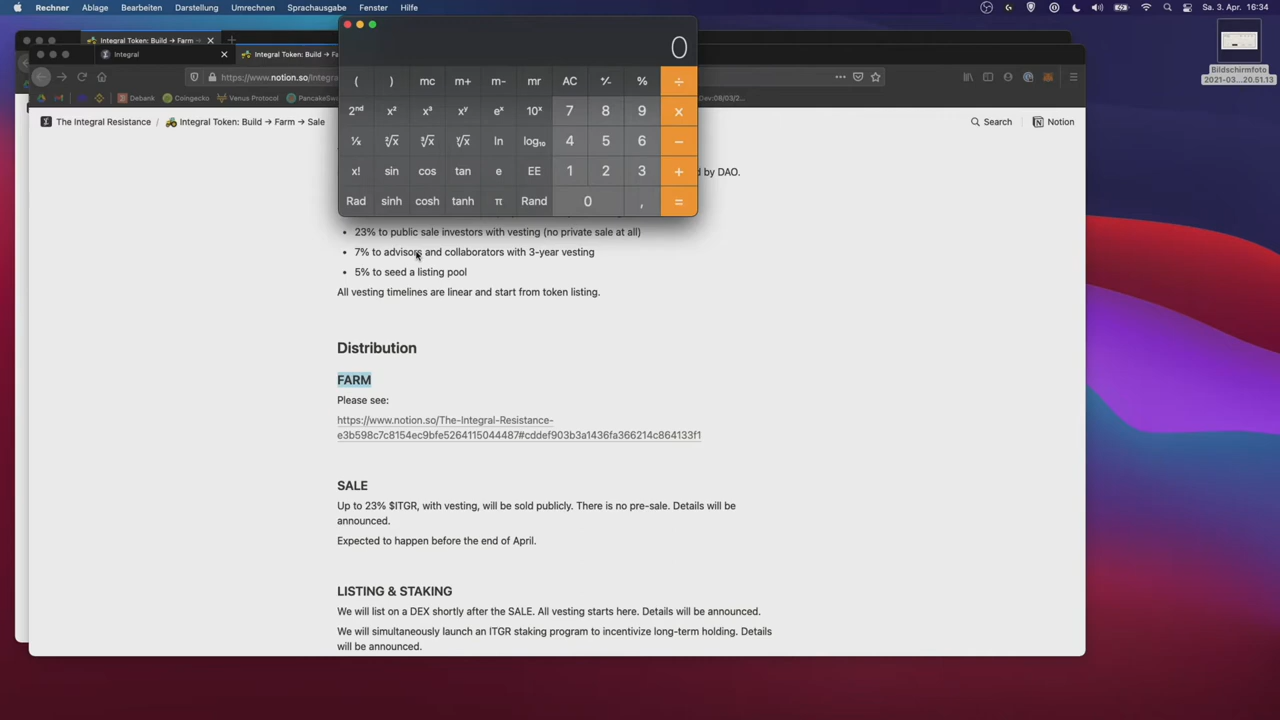 Rechner Ablage Bearbeiten Darstellung Umrechnen Sprachausgabe Fenster Hilfe
Sa. 3. Apr. 16:34
Integral Token: Build → Farm →
Integral
Integral Token: Build → Fa
https://www.notion.so/Integra
Debank Coingecko Venus Protocol PancakeSw
Dev:08/03/2...
Bildschirmfoto
2021-03...20.51.13
0
( ) mc m+ m- mr AC +/- % ÷
2nd x² x³ xʸ eˣ 10ˣ 7 8 9 ×
¹/x ²√x ³√x ʸ√x ln log₁₀ 4 5 6 −
x! sin cos tan e EE 1 2 3 +
Rad sinh cosh tanh π Rand 0 , =
The Integral Resistance / Integral Token: Build → Farm → Sale
Search Notion
d by DAO.
• 23% to public sale investors with vesting (no private sale at all)
• 7% to advisors and collaborators with 3-year vesting
• 5% to seed a listing pool
All vesting timelines are linear and start from token listing.
Distribution
FARM
Please see:
https://www.notion.so/The-Integral-Resistance-
e3b598c7c8154ec9bfe5264115044487#cddef903b3a1436fa366214c864133f1
SALE
Up to 23% $ITGR, with vesting, will be sold publicly. There is no pre-sale. Details will be
announced.
Expected to happen before the end of April.
LISTING & STAKING
We will list on a DEX shortly after the SALE. All vesting starts here. Details will be announced.
We will simultaneously launch an ITGR staking program to incentivize long-term holding. Details
will be announced.